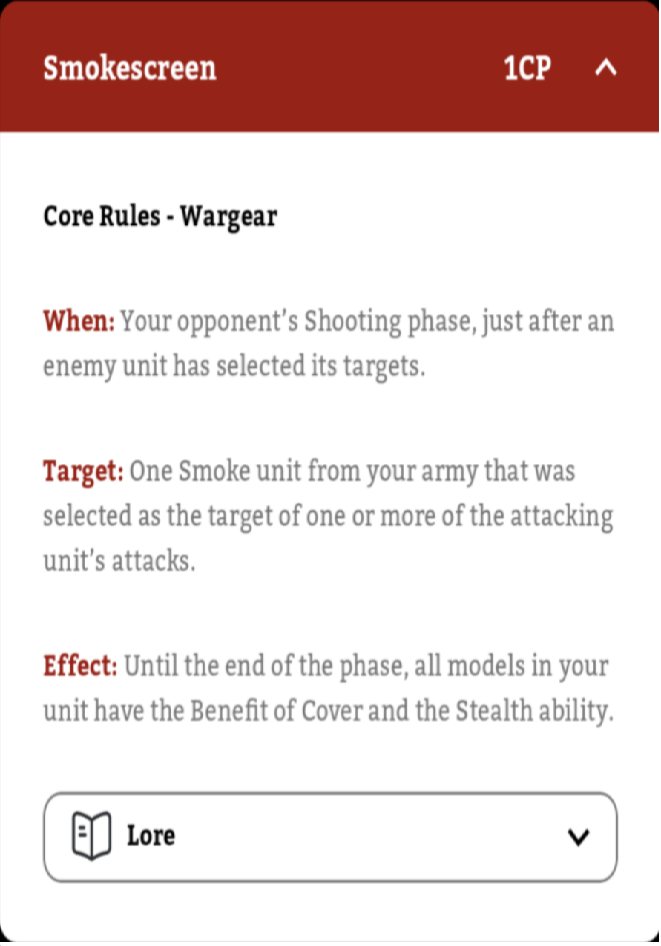 Smokescreen 1CP
Core Rules - Wargear
When: Your opponent's Shooting phase, just after an
enemy unit has selected its targets.
Target: One Smoke unit from your army that was
selected as the target of one or more of the attacking
unit's attacks.
Effect: Until the end of the phase, all models in your
unit have the Benefit of Cover and the Stealth ability.
Lore